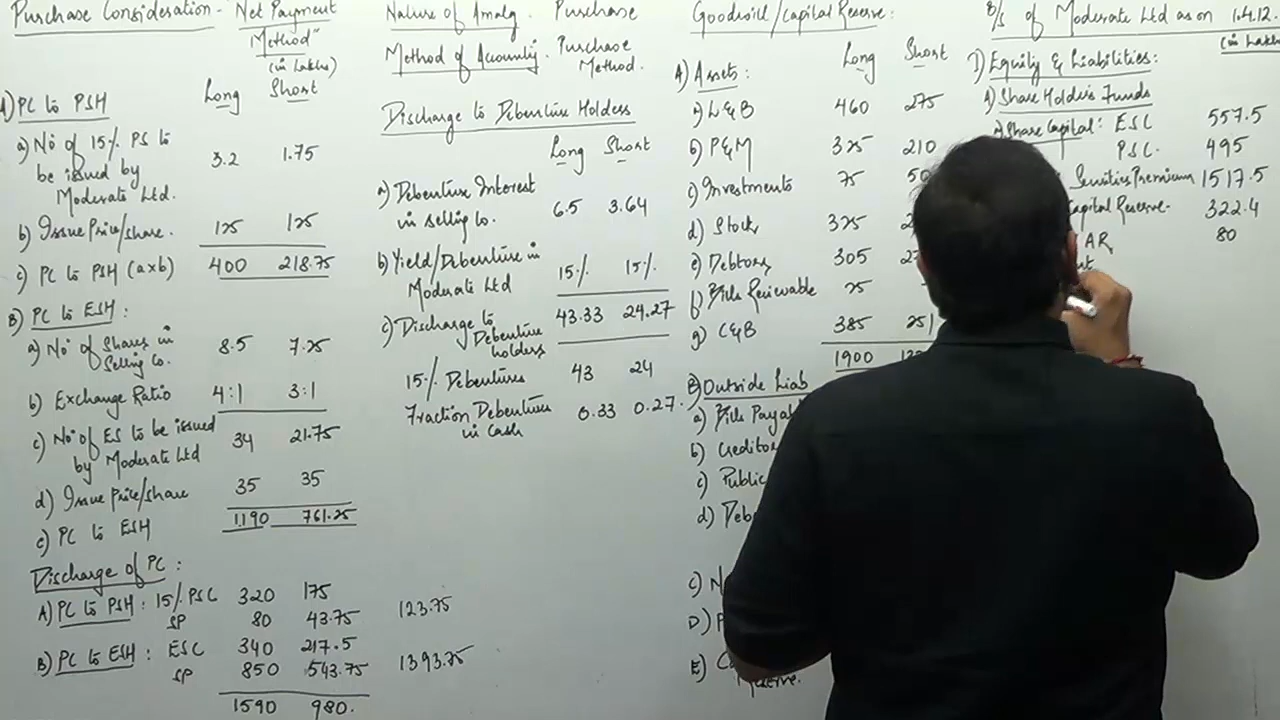 Purchase Consideration - "Net Payment Method"
(in Lakhs)
Long Short
A) PC to PSH
a) No of 15% PS to be issued by Moderate Ltd. 3.2 1.75
b) Issue Price/share. 125 125
c) PC to PSH (axb) 400 218.75
B) PC to ESH :
a) No of Shares in Selling Co. 8.5 7.25
b) Exchange Ratio 4:1 3:1
c) No of ES to be issued by Moderate Ltd 34 21.75
d) Issue Price/share 35 35
e) PC to ESH 1190 761.25
Discharge of PC :
A) PC to PSH : 15% PSC 320 175
SP 80 43.75 123.75
B) PC to ESH : ESC 340 217.5
SP 850 543.75 1393.75
1590 980.
Nature of Amalg. Purchase
Method of Accounting. Purchase Method.
Discharge to Debenture Holders
Long Short
a) Debenture Interest in Selling Co. 6.5 3.64
b) Yield/Debenture in Moderate Ltd 15% 15%
c) Discharge to Debenture holders 43.33 24.27
15% Debentures 43 24
Fraction Debentures in Cash 0.33 0.27.
Goodwill/Capital Reserve :
Long Short
A) Assets :
a) L&B 460 275
b) P&M 325 210
c) Investments 75 50
d) Stock 325
e) Debtors 305
f) Bills Receivable 25
g) C&B 385 251
1900
B) Outside Liab
a) Bills Payab
b) Creditors
c) Public
d) Deb
C) N
D) P
E) Ca
Reserve.
B/S of Moderate Ltd as on 1.4.12.
(in Lakhs)
I) Equity & Liabilities :
A) Share Holders Funds
a) Share Capital : ESC 557.5
PSC. 495
Securities Premium 1517.5
Capital Reserve. 322.4
AR 80